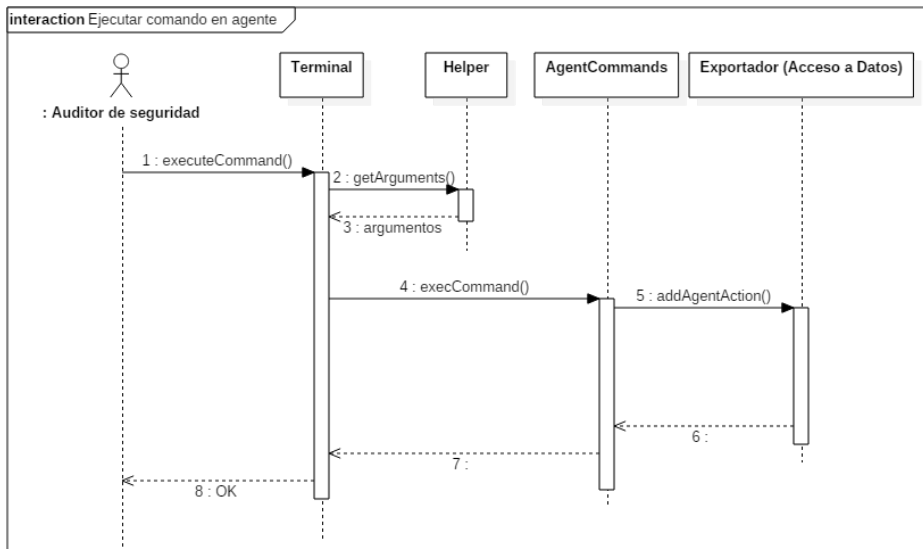 interaction Ejecutar comando en agente
Terminal
Helper
AgentCommands
Exportador (Acceso a Datos)
: Auditor de seguridad
1 : executeCommand()
2 : getArguments()
3 : argumentos
4 : execCommand()
5 : addAgentAction()
6 :
7 :
8 : OK